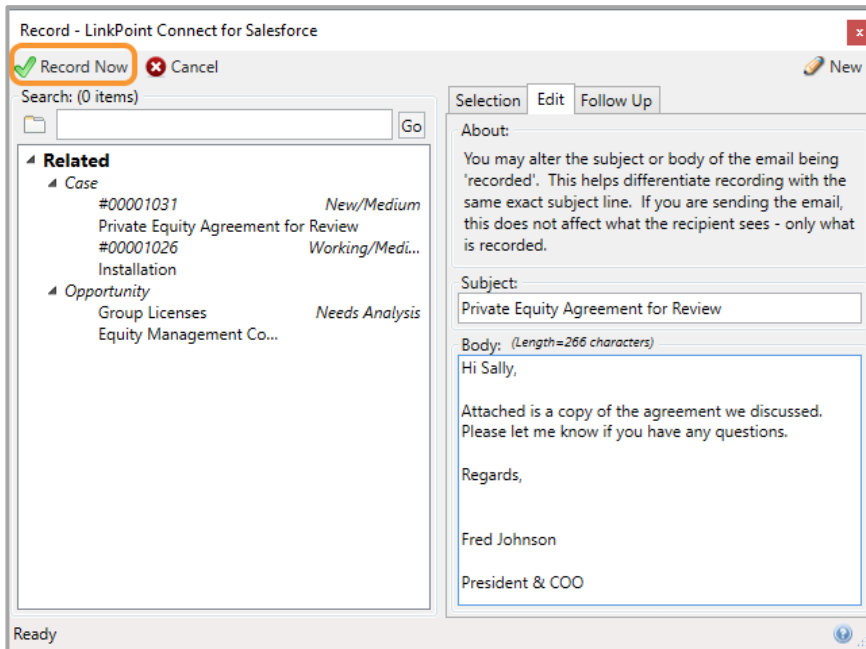 Record - LinkPoint Connect for Salesforce
x
Record Now Cancel New
Search: (0 items)
Go
Related
Case
#00001031 New/Medium
Private Equity Agreement for Review
#00001026 Working/Medi...
Installation
Opportunity
Group Licenses Needs Analysis
Equity Management Co...
Selection Edit Follow Up
About:
You may alter the subject or body of the email being
'recorded'. This helps differentiate recording with the
same exact subject line. If you are sending the email,
this does not affect what the recipient sees - only what
is recorded.
Subject:
Private Equity Agreement for Review
Body: (Length=266 characters)
Hi Sally,
Attached is a copy of the agreement we discussed.
Please let me know if you have any questions.
Regards,
Fred Johnson
President & COO
Ready
?